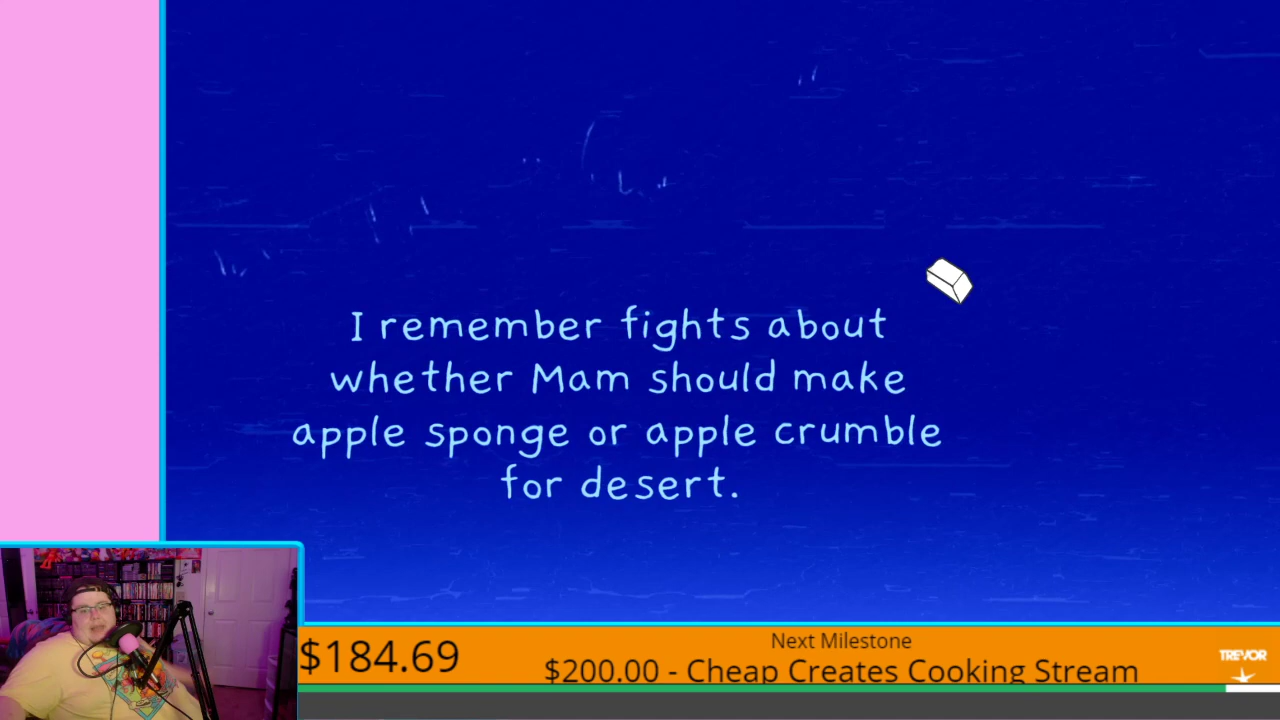 I remember fights about
whether Mam should make
apple sponge or apple crumble
for desert.
$184.69
Next Milestone
$200.00 - Cheap Creates Cooking Stream
TREVOR